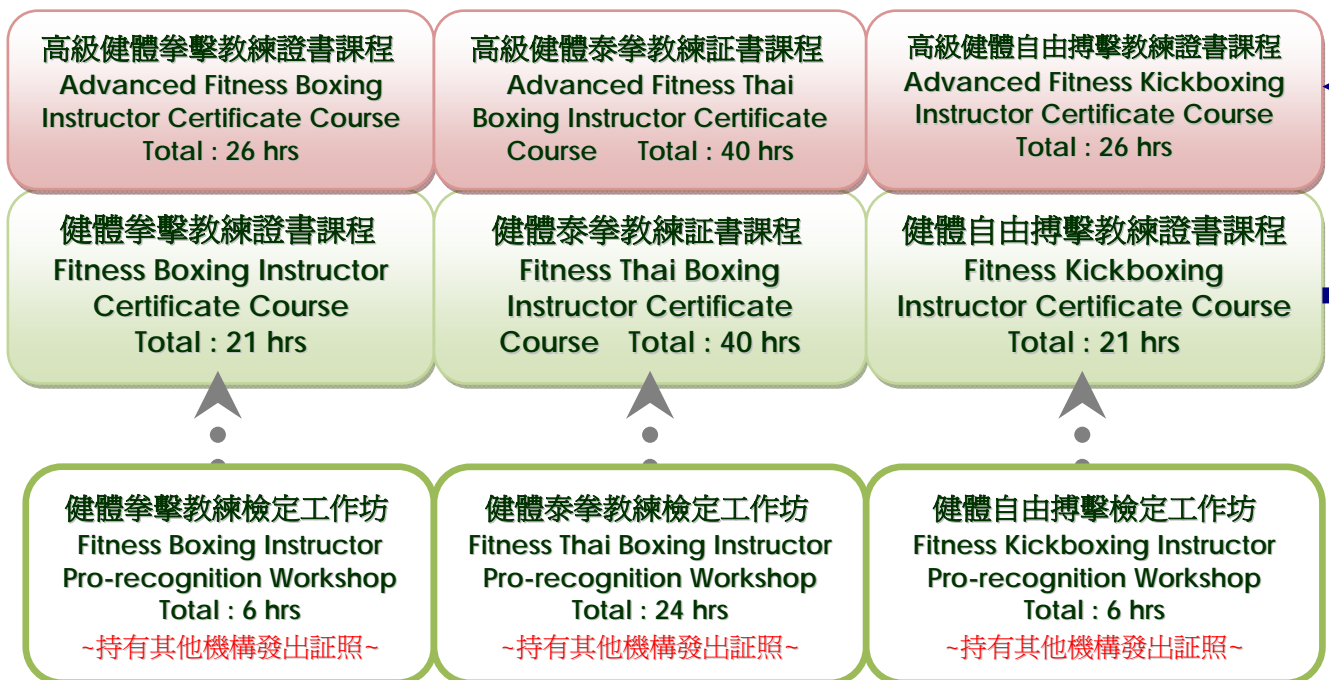 高級健體拳擊教練證書課程
Advanced Fitness Boxing
Instructor Certificate Course
Total : 26 hrs
高級健體泰拳教練証書課程
Advanced Fitness Thai
Boxing Instructor Certificate
Course Total : 40 hrs
高級健體自由搏擊教練證書課程
Advanced Fitness Kickboxing
Instructor Certificate Course
Total : 26 hrs
健體拳擊教練證書課程
Fitness Boxing Instructor
Certificate Course
Total : 21 hrs
健體泰拳教練証書課程
Fitness Thai Boxing
Instructor Certificate
Course Total : 40 hrs
健體自由搏擊教練證書課程
Fitness Kickboxing
Instructor Certificate Course
Total : 21 hrs
健體拳擊教練檢定工作坊
Fitness Boxing Instructor
Pro-recognition Workshop
Total : 6 hrs
~持有其他機構發出証照~
健體泰拳教練檢定工作坊
Fitness Thai Boxing Instructor
Pro-recognition Workshop
Total : 24 hrs
~持有其他機構發出証照~
健體自由搏擊檢定工作坊
Fitness Kickboxing Instructor
Pro-recognition Workshop
Total : 6 hrs
~持有其他機構發出証照~